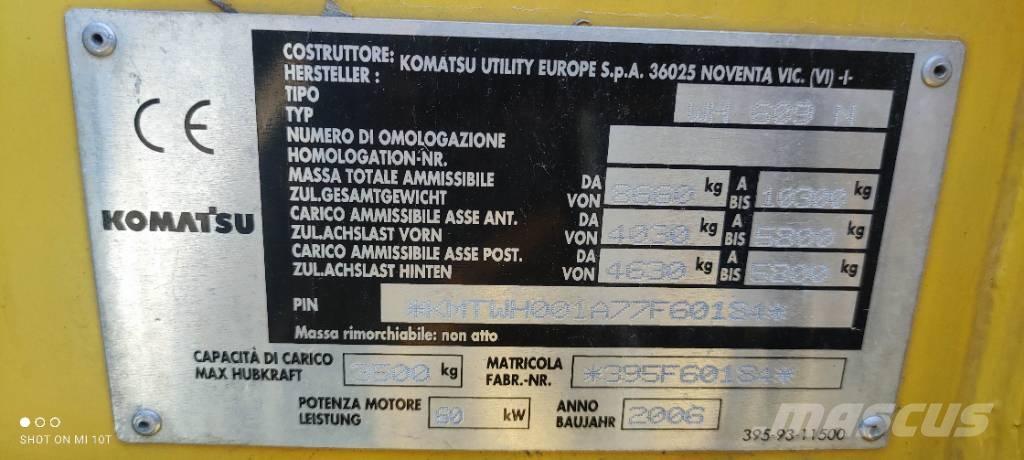 COSTRUTTORE: KOMATSU UTILITY EUROPE S.p.A. 36025 NOVENTA VIC. (VI) -I-
HERSTELLER :
TIPO
TYP WH 609 N
NUMERO DI OMOLOGAZIONE
HOMOLOGATION-NR.
MASSA TOTALE AMMISSIBILE DA kg A
ZUL.GESAMTGEWICHT VON 8680 BIS 10900 kg
CARICO AMMISSIBILE ASSE ANT. DA kg A
ZUL.ACHSLAST VORN VON 4030 BIS 5800 kg
CARICO AMMISSIBILE ASSE POST. DA kg A
ZUL.ACHSLAST HINTEN VON 4630 BIS kg
PIN *KMTWH001A77F60184*
Massa rimorchiabile: non atto
CE
KOMATSU
CAPACITÀ DI CARICO
MAX HUBKRAFT 3500 kg
MATRICOLA
FABR.-NR. *395F60184*
POTENZA MOTORE
LEISTUNG kW
ANNO
BAUJAHR 2006
395-93-11500
SHOT ON MI 10T
MASCUS